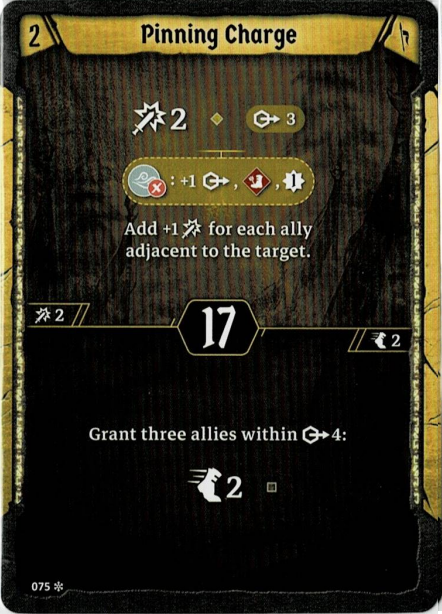 2 Pinning Charge
2 3
: +1 , ,
Add +1 for each ally
adjacent to the target.
2 17 2
Grant three allies within 4:
2
075